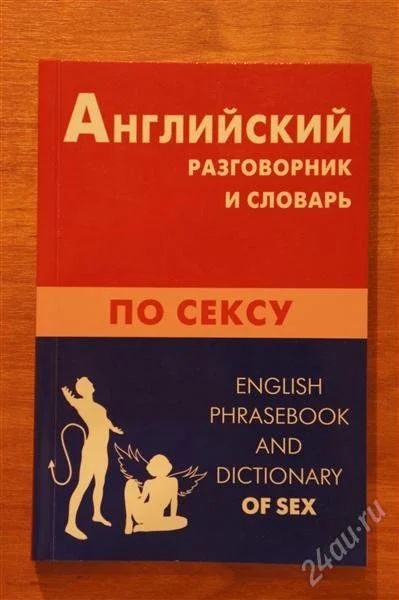 Английский
разговорник
и словарь
по сексу
ENGLISH
PHRASEBOOK
AND
DICTIONARY
OF SEX
24au.ru